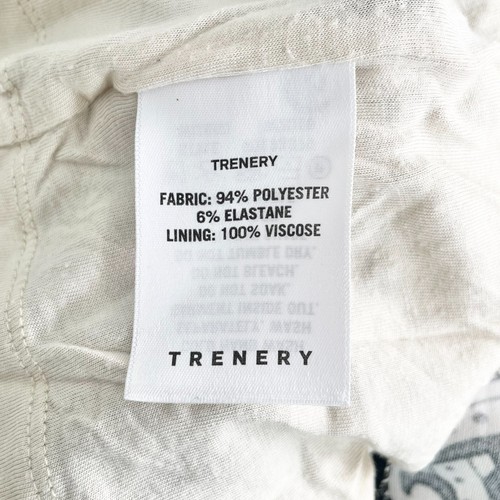 TRENERY
FABRIC: 94% POLYESTER
6% ELASTANE
LINING: 100% VISCOSE
TRENERY